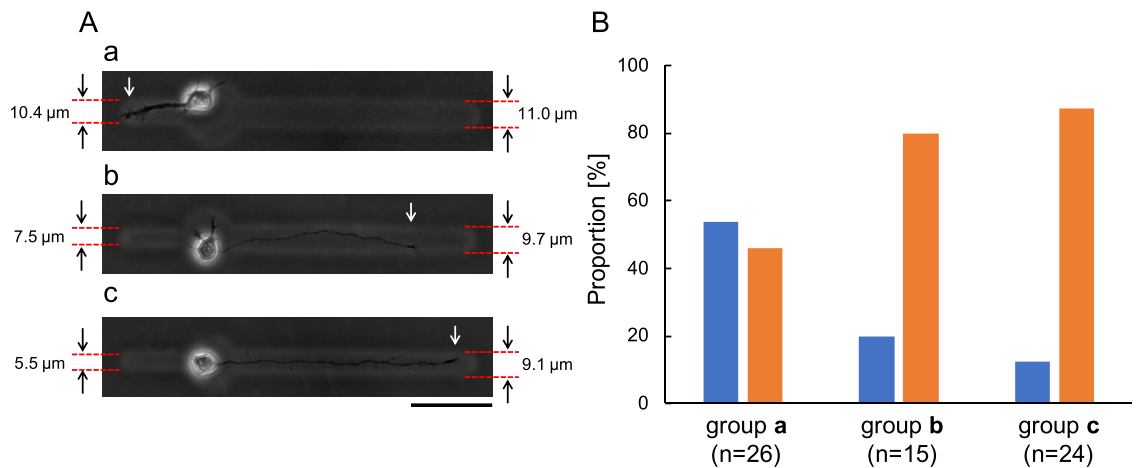 A
a
10.4 µm
11.0 µm
b
7.5 µm
9.7 µm
c
5.5 µm
9.1 µm
B
Proportion [%]
100
80
60
40
20
0
group a
(n=26)
group b
(n=15)
group c
(n=24)